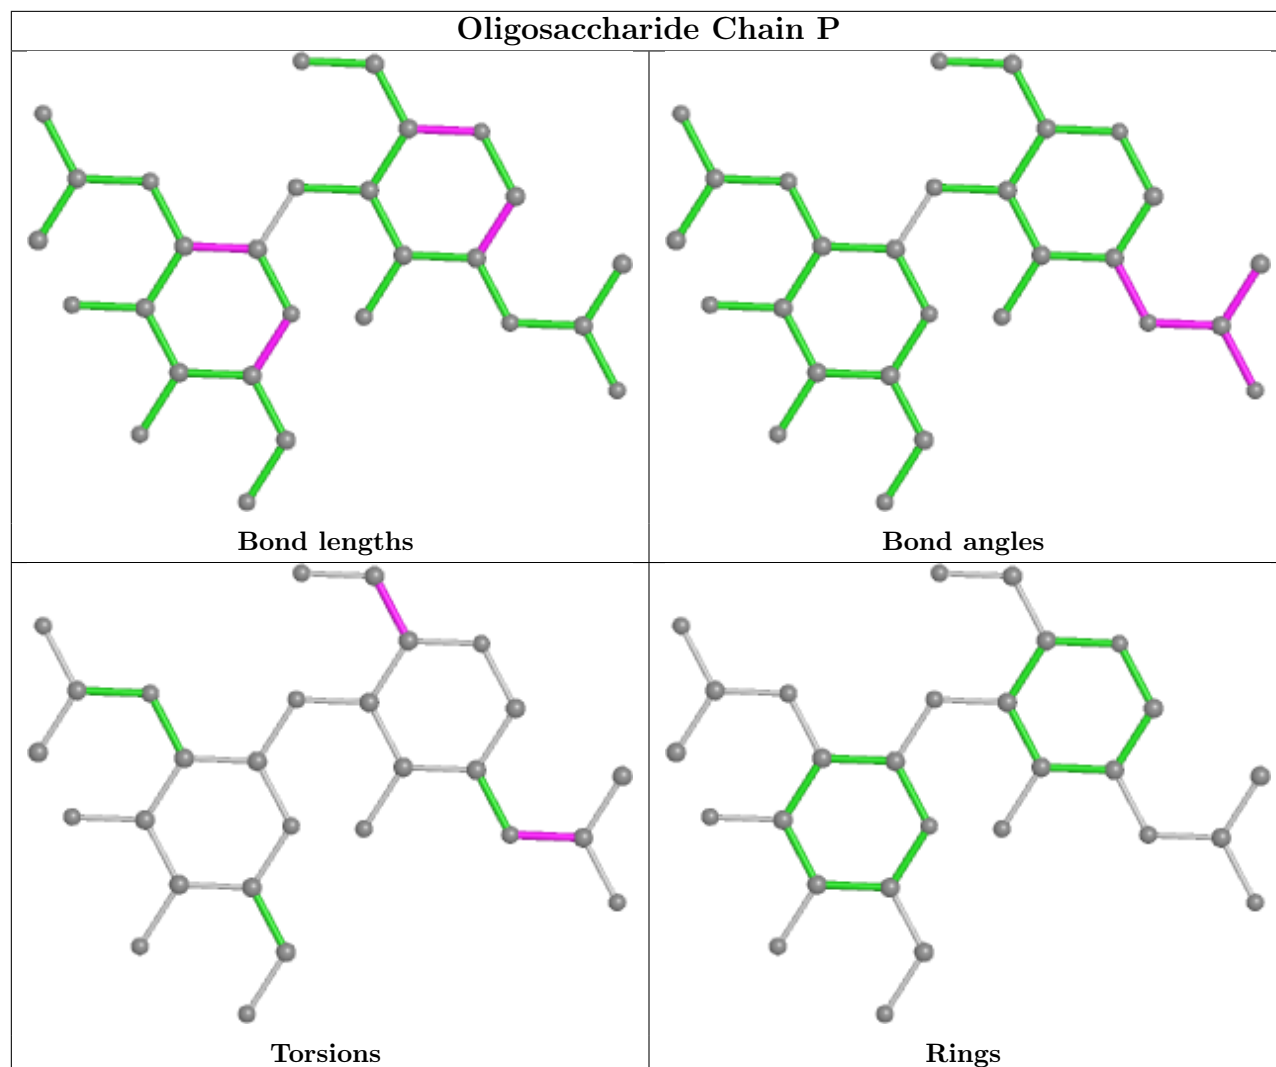 Oligosaccharide Chain P
Bond lengths
Bond angles
Torsions
Rings